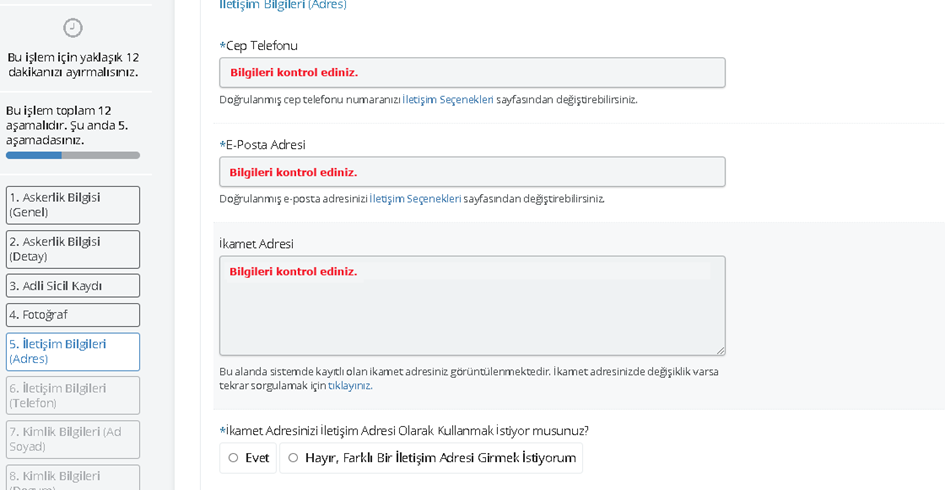 Bu işlem için yaklaşık 12
dakikanızı ayırmalısınız.
Bu işlem toplam 12
aşamalıdır. Şu anda 5.
aşamadasınız.
1. Askerlik Bilgisi
(Genel)
2. Askerlik Bilgisi
(Detay)
3. Adli Sicil Kaydı
4. Fotoğraf
5. İletişim Bilgileri
(Adres)
6. İletişim Bilgileri
(Telefon)
7. Kimlik Bilgileri (Ad
Soyad)
8. Kimlik Bilgileri
İletişim Bilgileri (Adres)
*Cep Telefonu
Bilgileri kontrol ediniz.
Doğrulanmış cep telefonu numaranızı İletişim Seçenekleri sayfasından değiştirebilirsiniz.
*E-Posta Adresi
Bilgileri kontrol ediniz.
Doğrulanmış e-posta adresinizi İletişim Seçenekleri sayfasından değiştirebilirsiniz.
İkamet Adresi
Bilgileri kontrol ediniz.
Bu alanda sistemde kayıtlı olan ikamet adresiniz görüntülenmektedir. İkamet adresinizde değişiklik varsa
tekrar sorgulamak için tıklayınız.
*İkamet Adresinizi İletişim Adresi Olarak Kullanmak İstiyor musunuz?
Evet Hayır, Farklı Bir İletişim Adresi Girmek İstiyorum